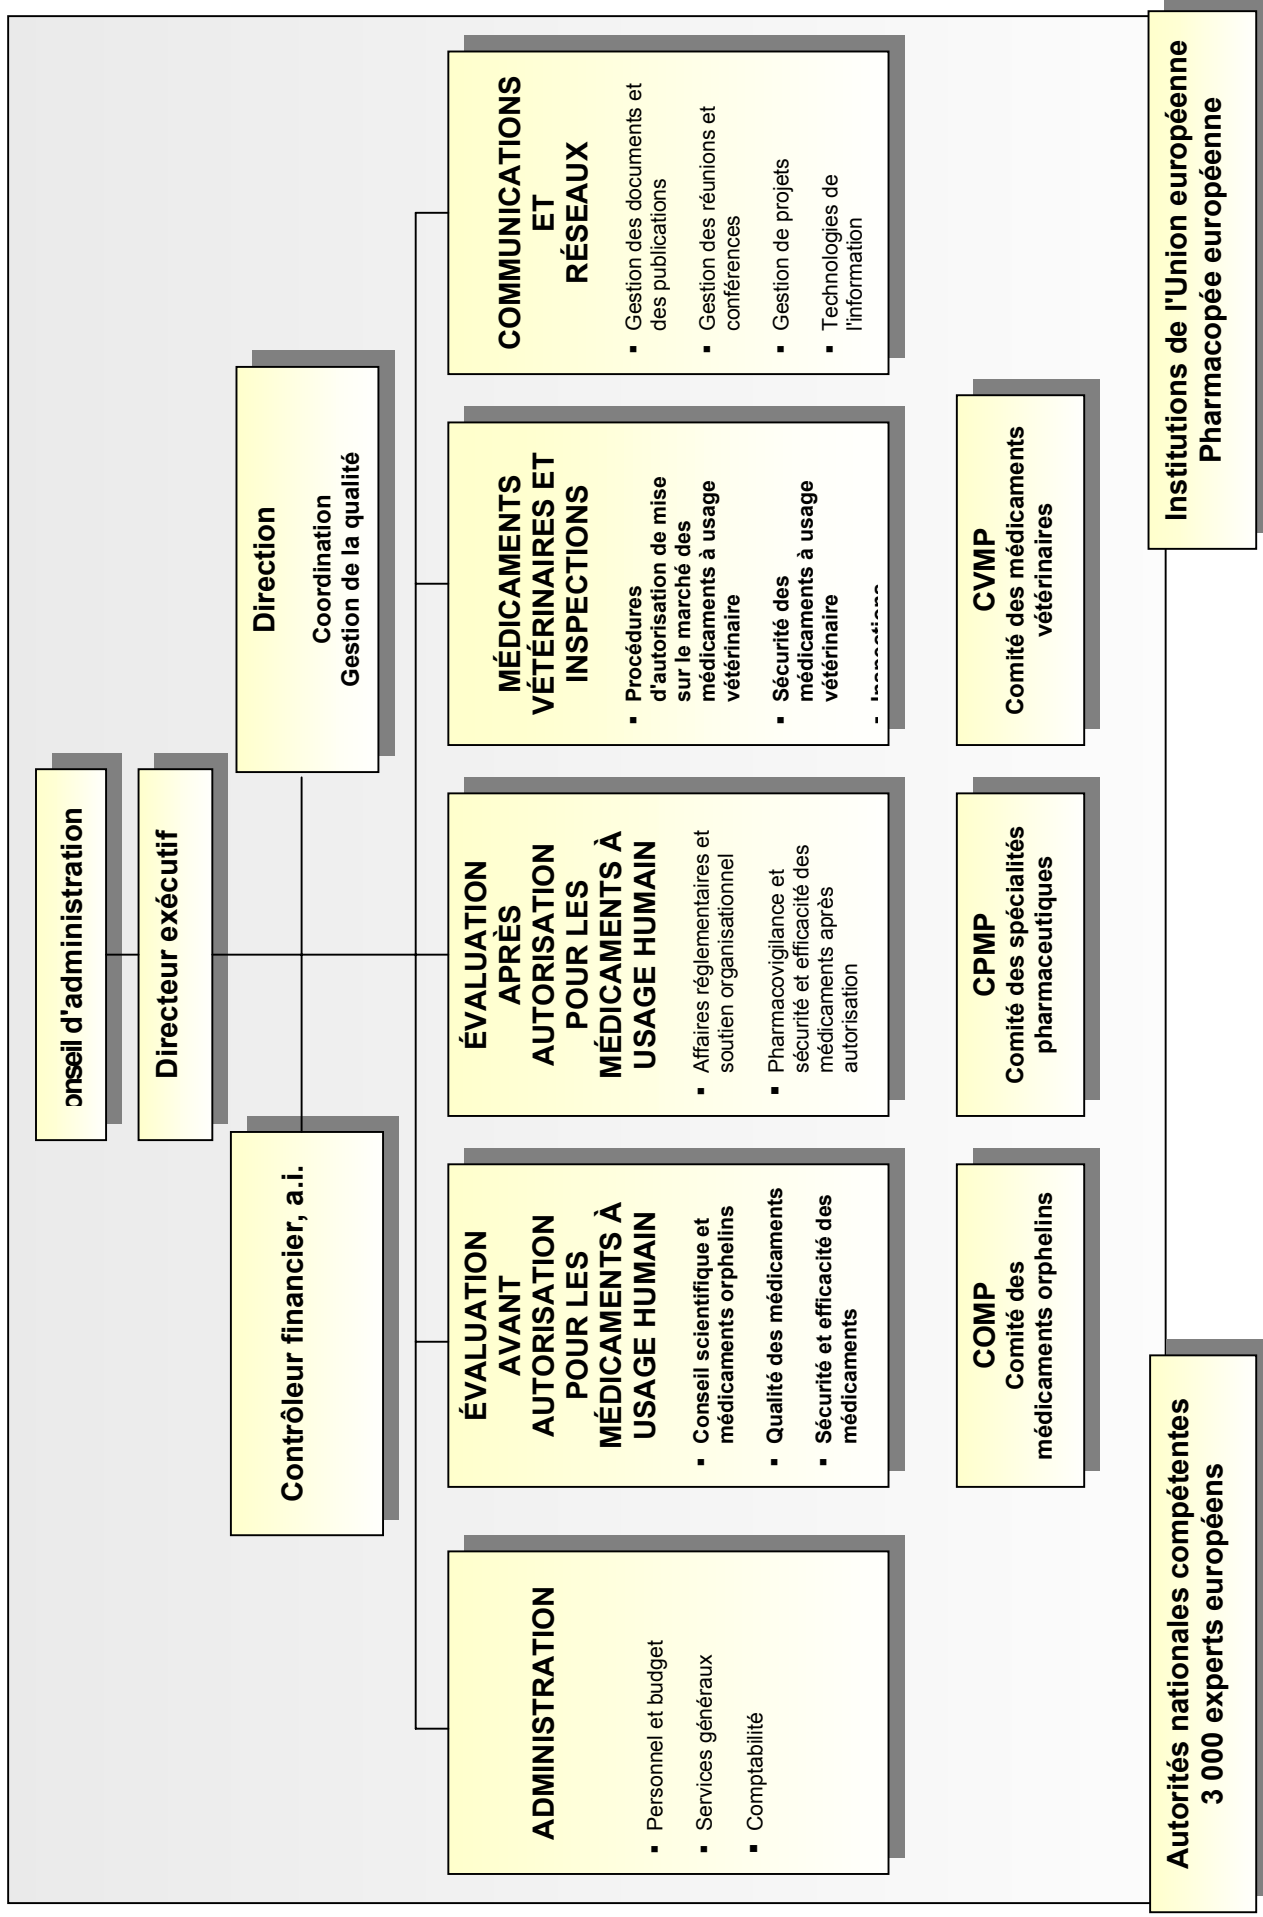 onseil d'administration
Directeur exécutif
Contrôleur financier, a.i.
Direction
Coordination
Gestion de la qualité
ADMINISTRATION
▪ Personnel et budget
▪ Services généraux
▪ Comptabilité
ÉVALUATION
AVANT
AUTORISATION
POUR LES
MÉDICAMENTS À
USAGE HUMAIN
▪ Conseil scientifique et
médicaments orphelins
▪ Qualité des médicaments
▪ Sécurité et efficacité des
médicaments
ÉVALUATION
APRÈS
AUTORISATION
POUR LES
MÉDICAMENTS À
USAGE HUMAIN
▪ Affaires réglementaires et
soutien organisationnel
▪ Pharmacovigilance et
sécurité et efficacité des
médicaments après
autorisation
MÉDICAMENTS
VÉTÉRINAIRES ET
INSPECTIONS
▪ Procédures
d'autorisation de mise
sur le marché des
médicaments à usage
vétérinaire
▪ Sécurité des
médicaments à usage
vétérinaire
COMMUNICATIONS
ET
RÉSEAUX
▪ Gestion des documents et
des publications
▪ Gestion des réunions et
conférences
▪ Gestion de projets
▪ Technologies de
l'information
COMP
Comité des
médicaments orphelins
CPMP
Comité des spécialités
pharmaceutiques
CVMP
Comité des médicaments
vétérinaires
Autorités nationales compétentes
3 000 experts européens
Institutions de l'Union européenne
Pharmacopée européenne